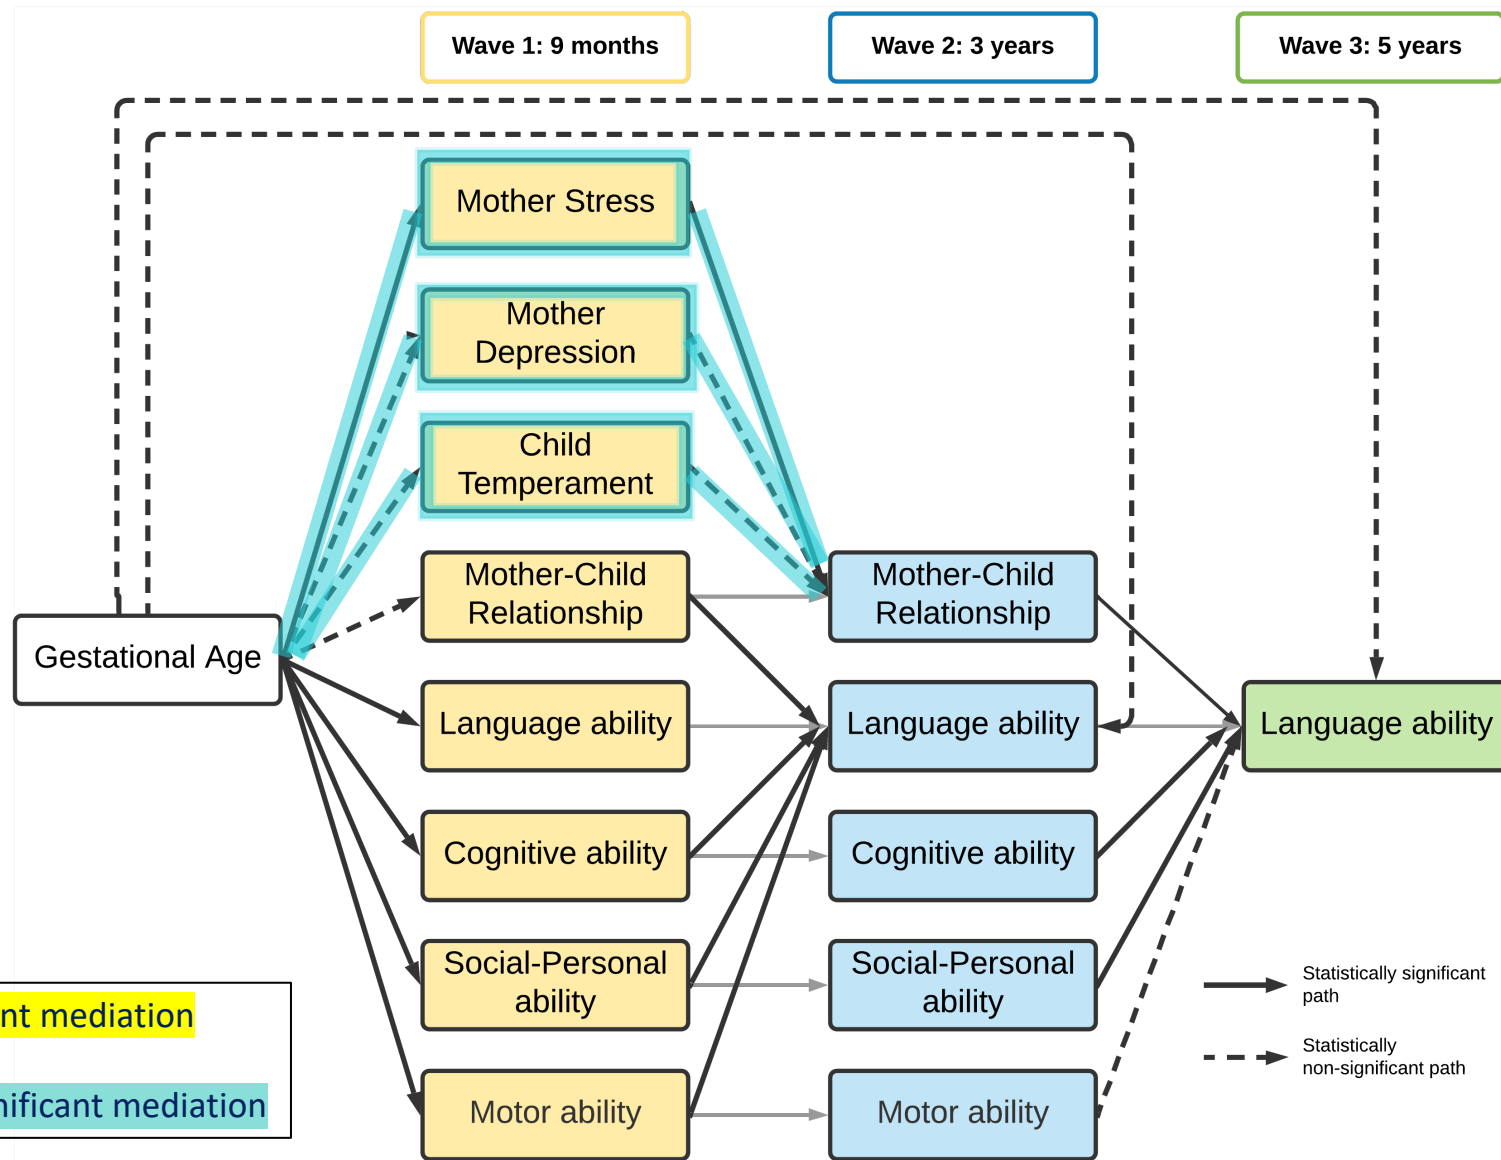 Wave 1: 9 months
Wave 2: 3 years
Wave 3: 5 years
Mother Stress
Mother
Depression
Child
Temperament
Mother-Child
Relationship
Mother-Child
Relationship
Gestational Age
Language ability
Language ability
Language ability
Cognitive ability
Cognitive ability
Social-Personal
ability
Social-Personal
ability
Motor ability
Motor ability
Statistically significant
path
Statistically
non-significant path
mediation
mediation